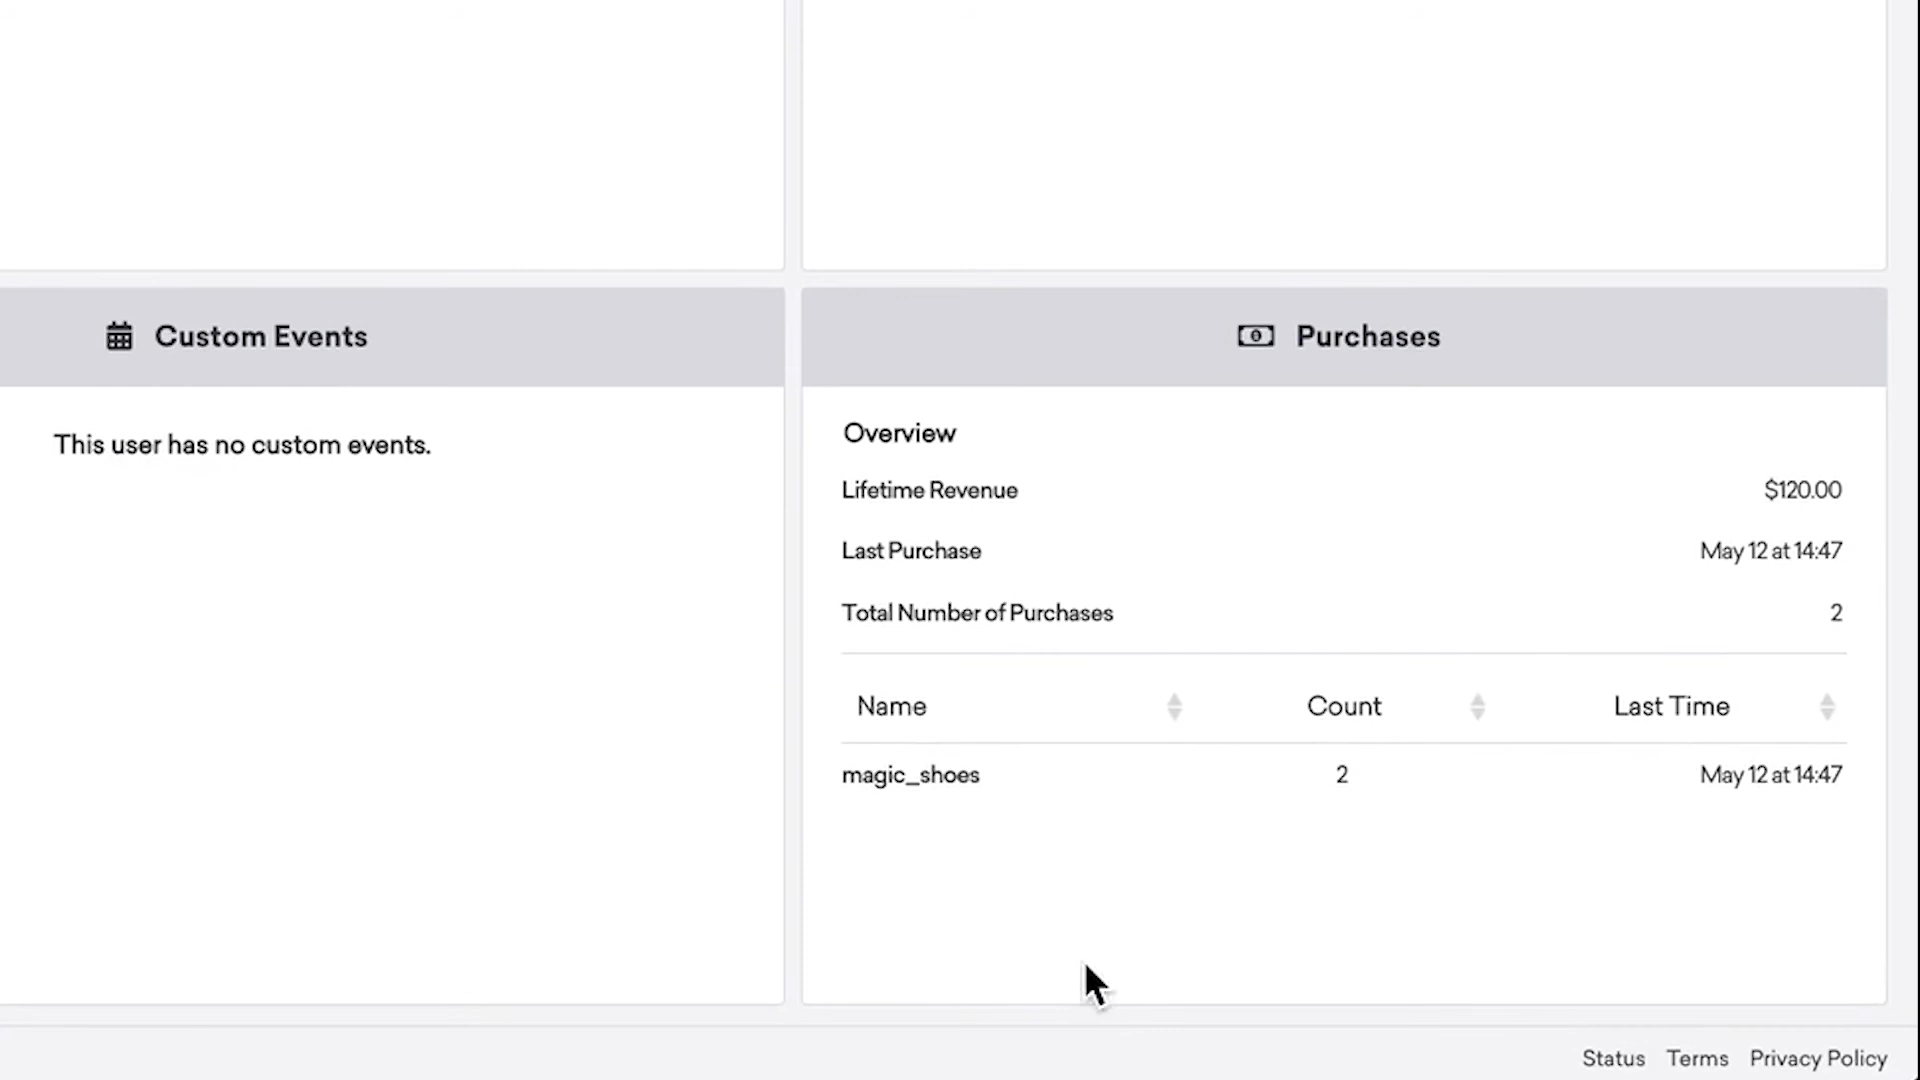 Custom Events
This user has no custom events.
Purchases
Overview
Lifetime Revenue $120.00
Last Purchase May 12 at 14:47
Total Number of Purchases 2
Name Count Last Time
magic_shoes 2 May 12 at 14:47
Status Terms Privacy Policy